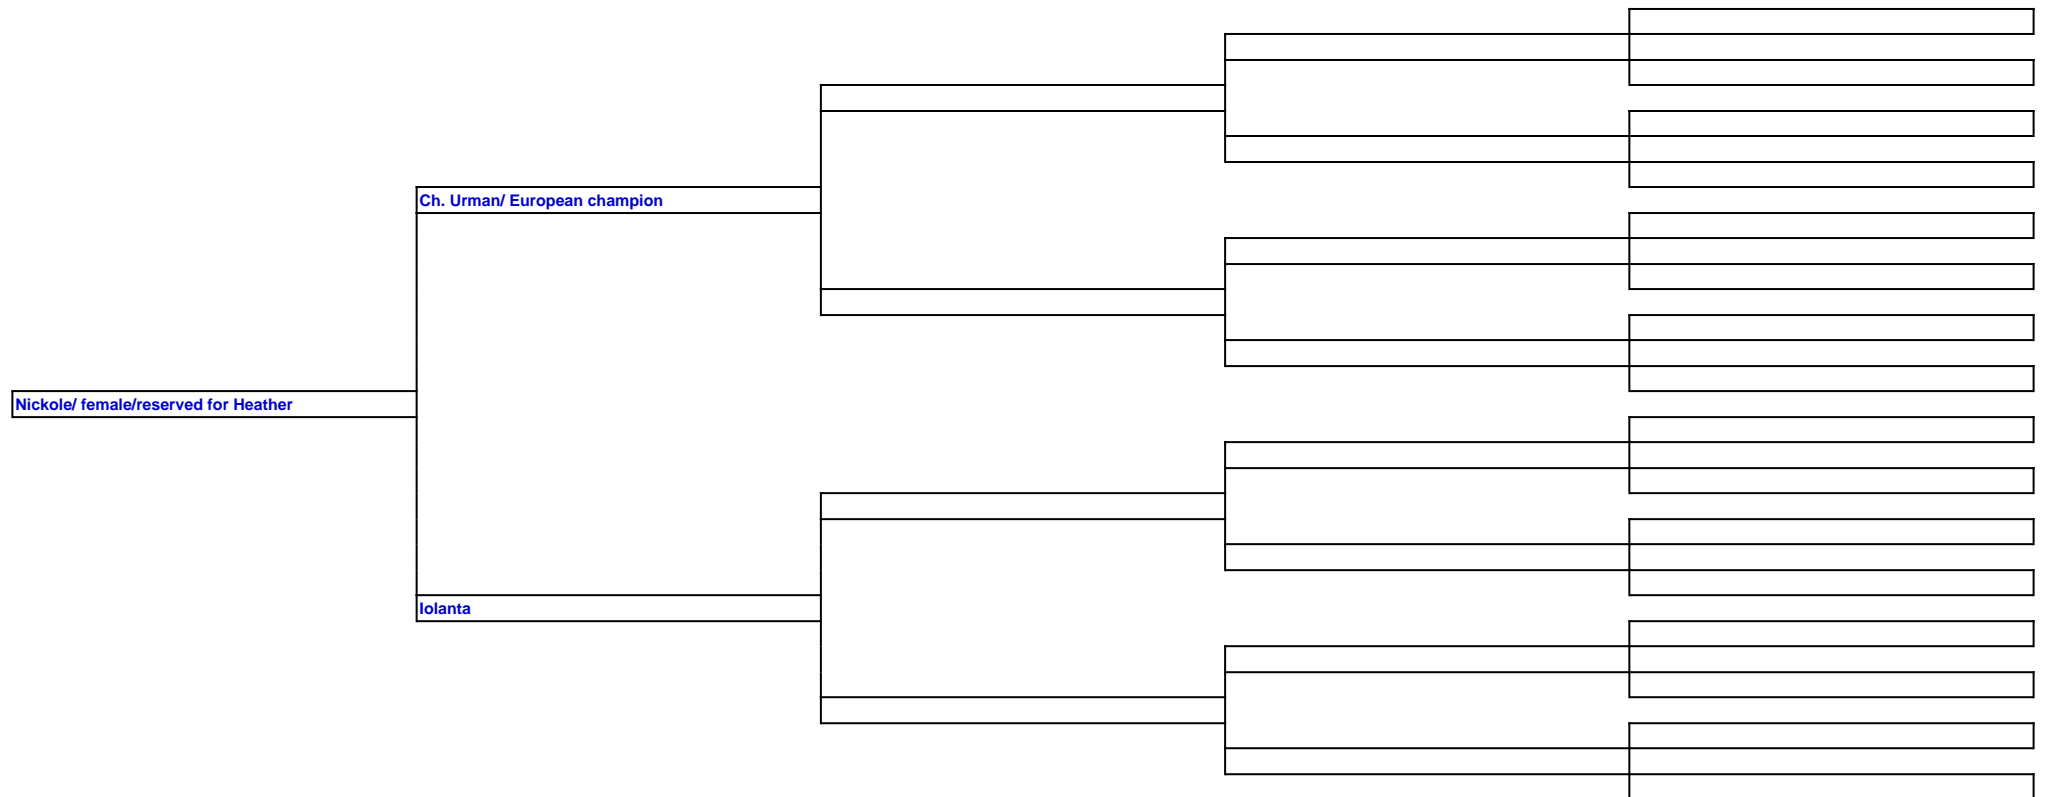 Ch. Urman/ European champion
Nickole/ female/reserved for Heather
Iolanta